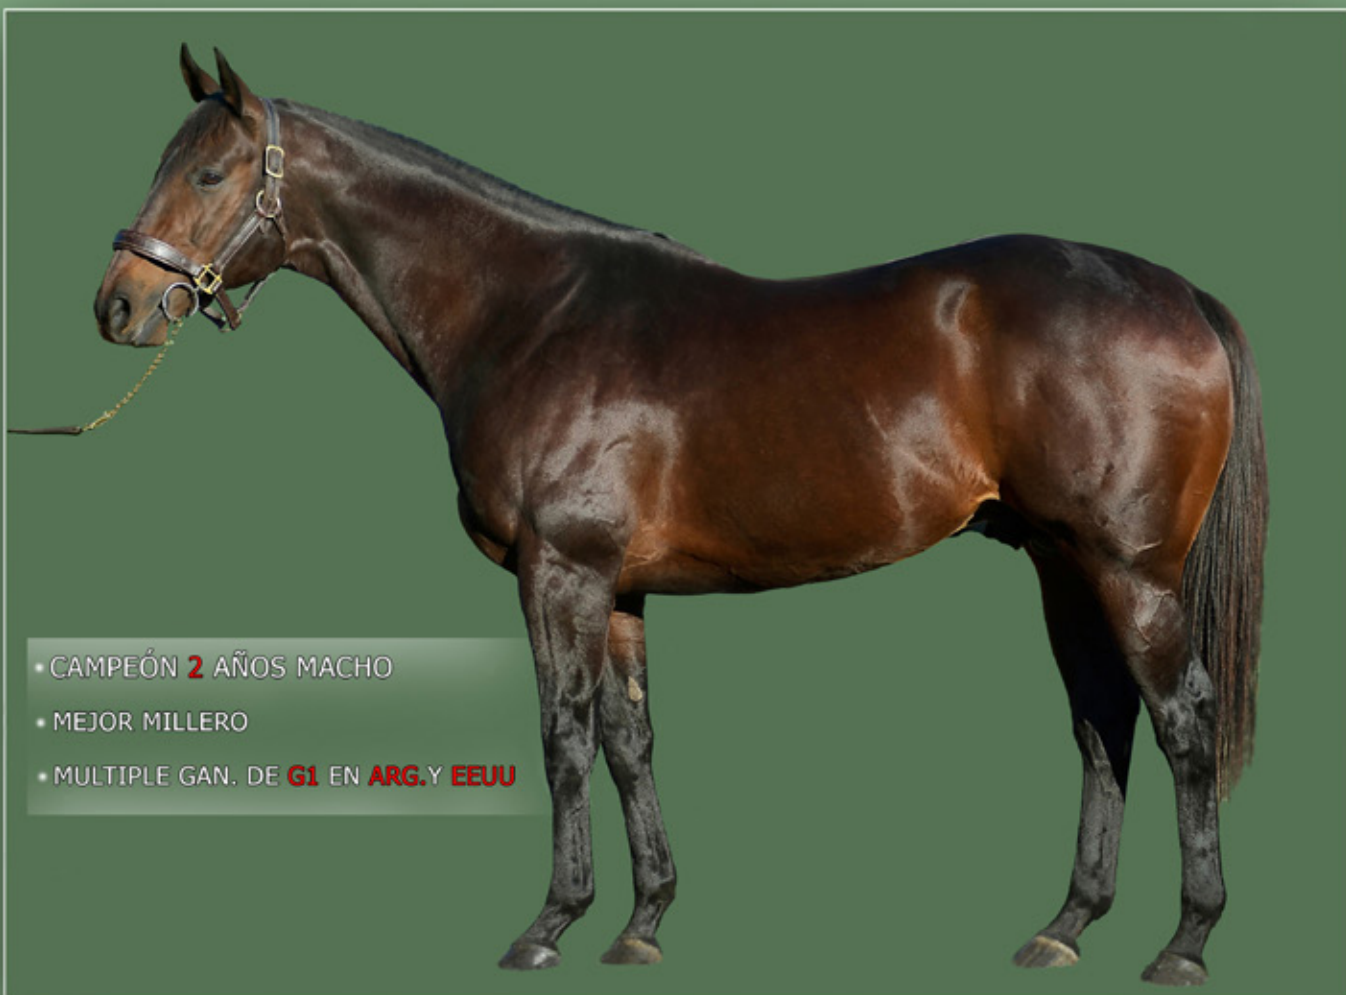 • CAMPEÓN 2 AÑOS MACHO
• MEJOR MILLERO
• MULTIPLE GAN. DE G1 EN ARG.Y EEUU